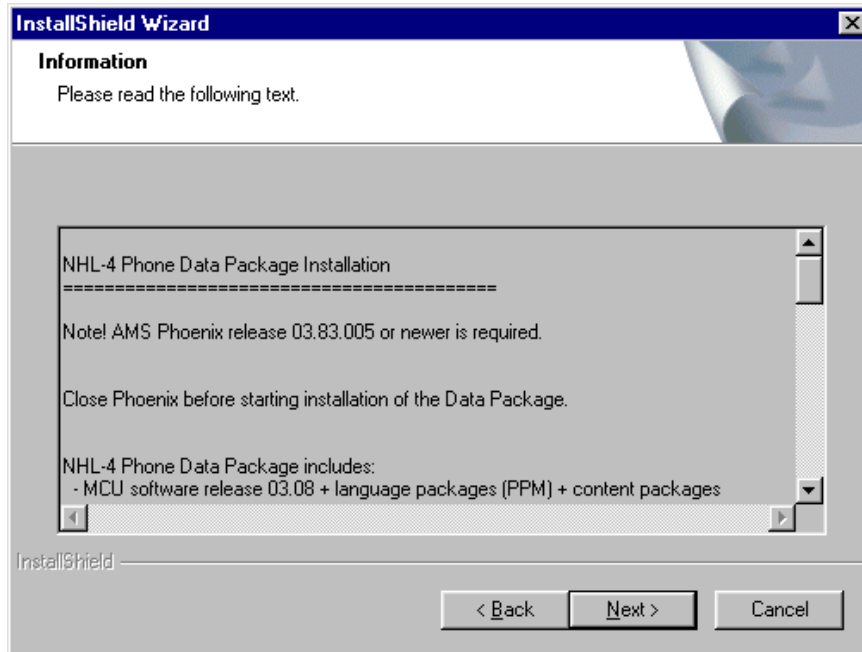 InstallShield Wizard
Information
Please read the following text.
NHL-4 Phone Data Package Installation
==========================================
Note! AMS Phoenix release 03.83.005 or newer is required.
Close Phoenix before starting installation of the Data Package.
NHL-4 Phone Data Package includes:
- MCU software release 03.08 + language packages (PPM) + content packages
InstallShield
< Back
Next >
Cancel